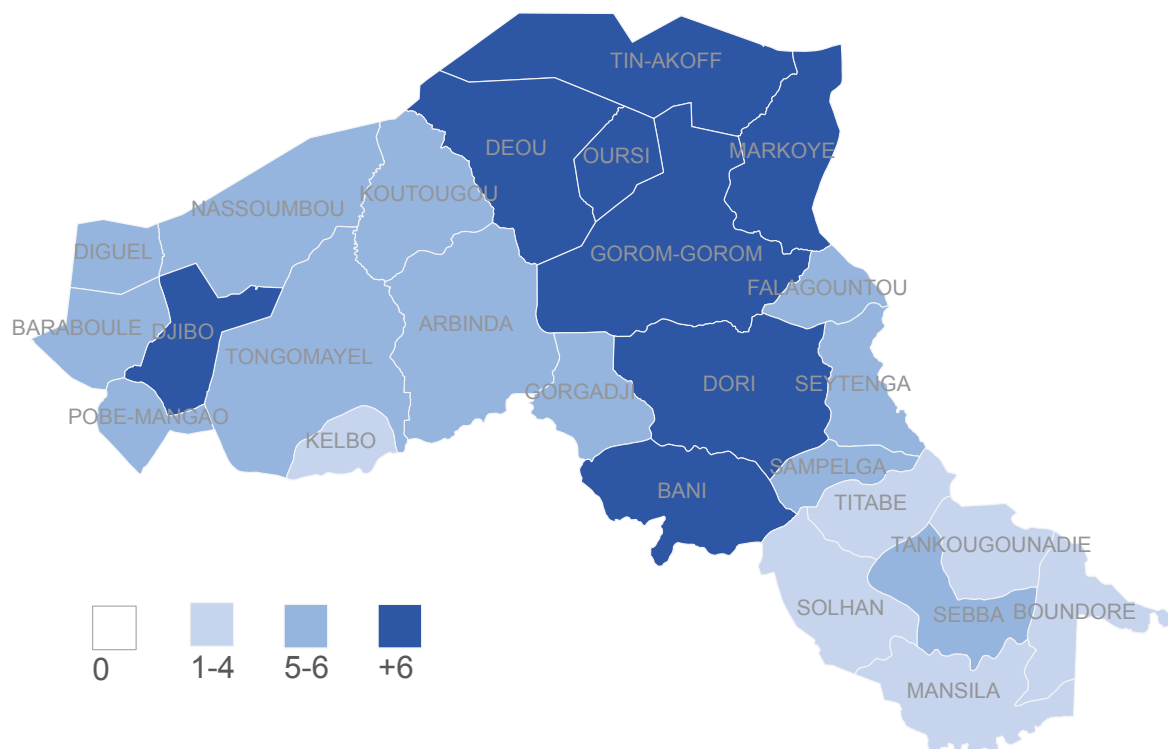 TIN-AKOFF
DEOU
OURSI
MARKOYE
KOUTOUGOU
NASSOUMBOU
DIGUEL
GOROM-GOROM
FALAGOUNTOU
BARABOULE
DJIBO
ARBINDA
TONGOMAYEL
GORGADJI
DORI
SEYTENGA
POBE-MANGAO
KELBO
SAMPELGA
BANI
TITABE
TANKOUGOUNADIE
SOLHAN
SEBBA
BOUNDORE
MANSILA
0
1-4
5-6
+6